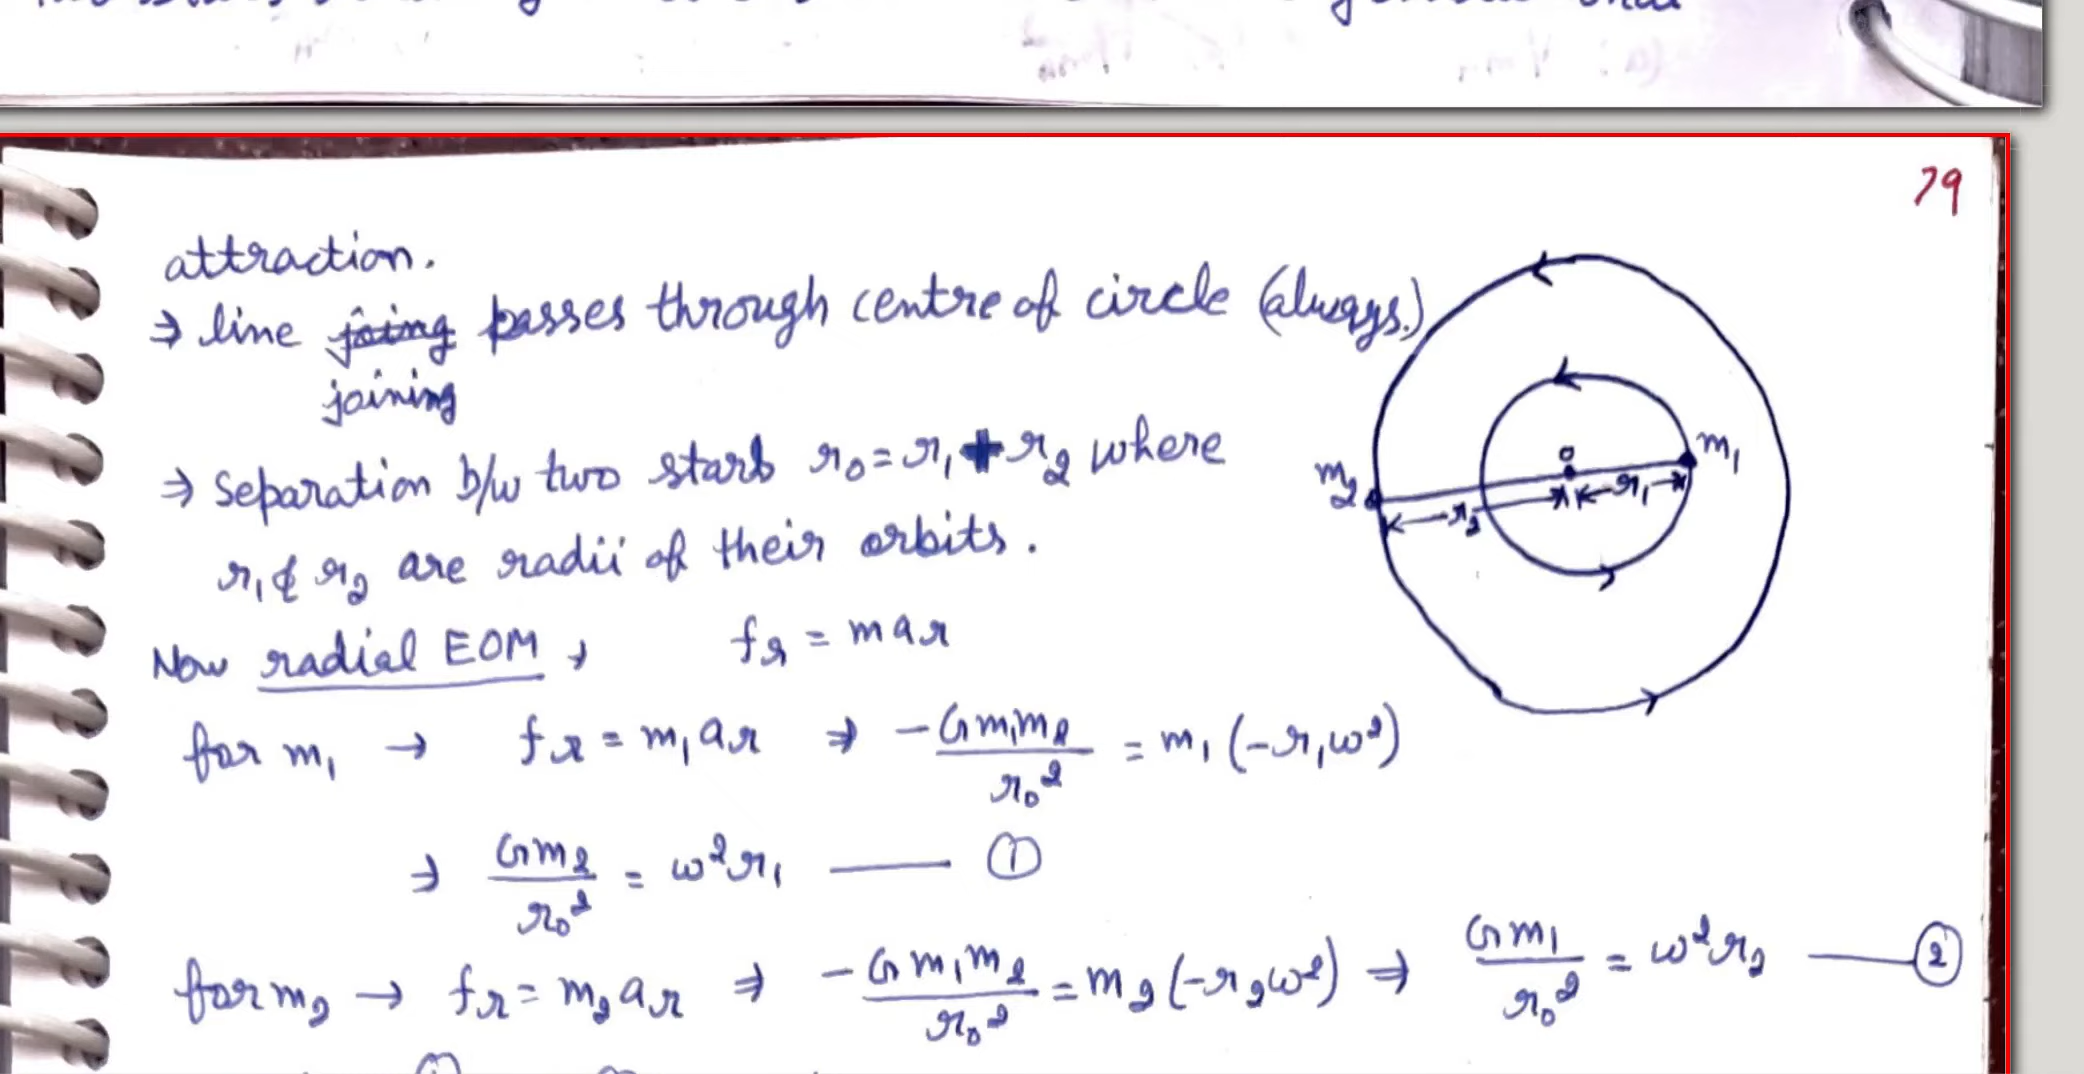 79
attraction.
⇒ line joing passes through centre of circle (always.)
joining
⇒ Separation b/w two stars r₀ = r₁ + r₂ where
r₁ & r₂ are radii of their orbits.
Now radial EOM, fᵣ = maᵣ
for m₁ → fᵣ = m₁aᵣ ⇒ -Gm₁m₂/r₀² = m₁(-r₁ω²)
⇒ Gm₂/r₀² = ω²r₁ —— ①
for m₂ → fᵣ = m₂aᵣ ⇒ -Gm₁m₂/r₀² = m₂(-r₂ω²) ⇒ Gm₁/r₀² = ω²r₂ —— ②
m₂ r₂ o r₁ m₁